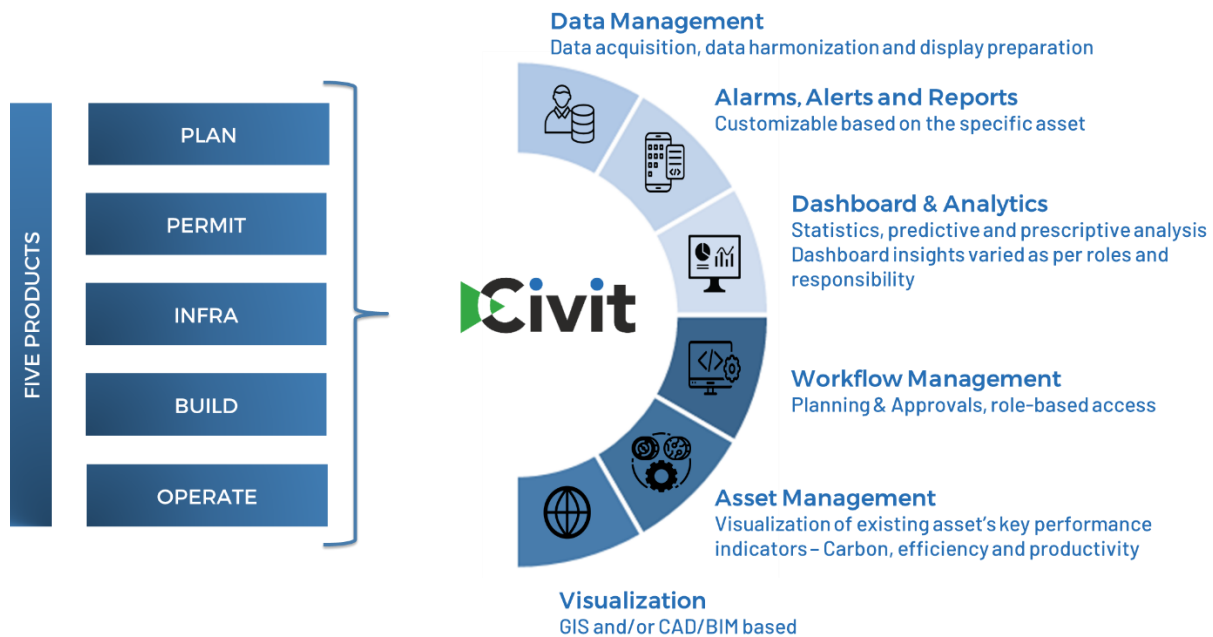 FIVE PRODUCTS
PLAN
PERMIT
INFRA
BUILD
OPERATE
Civit
Data Management
Data acquisition, data harmonization and display preparation
Alarms, Alerts and Reports
Customizable based on the specific asset
Dashboard & Analytics
Statistics, predictive and prescriptive analysis
Dashboard insights varied as per roles and
responsibility
Workflow Management
Planning & Approvals, role-based access
Asset Management
Visualization of existing asset's key performance
indicators – Carbon, efficiency and productivity
Visualization
GIS and/or CAD/BIM based